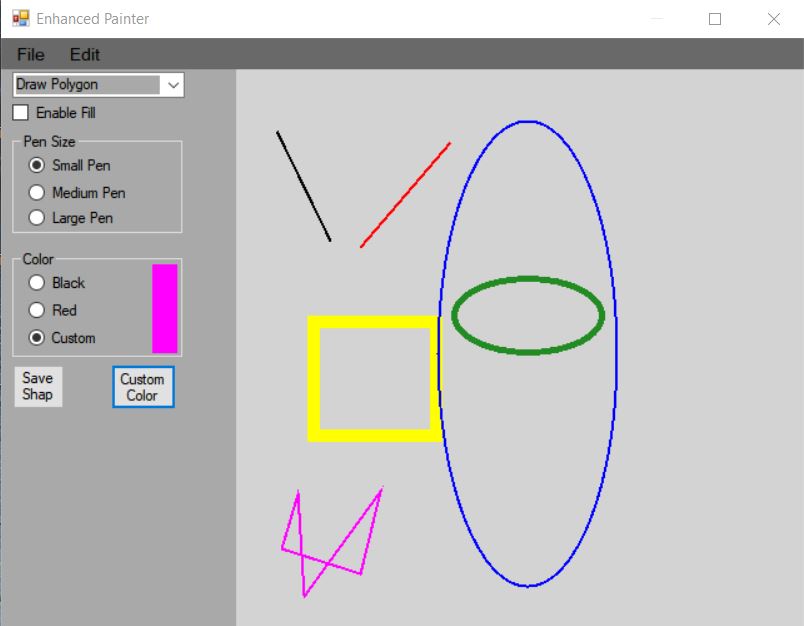 Enhanced Painter
File Edit
Draw Polygon
Enable Fill
Pen Size
Small Pen
Medium Pen
Large Pen
Color
Black
Red
Custom
Save
Shap
Custom
Color